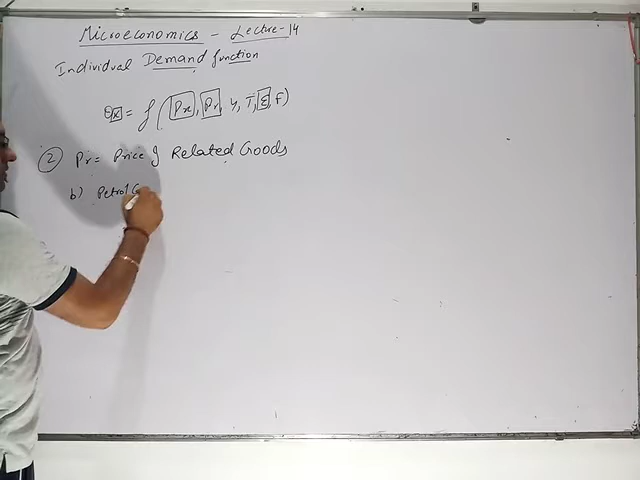 Microeconomics - Lecture-14
Individual Demand function
Qx = f(Px, Pr, Y, T, E, F)
② Pr = Price of Related Goods
b) Petrol